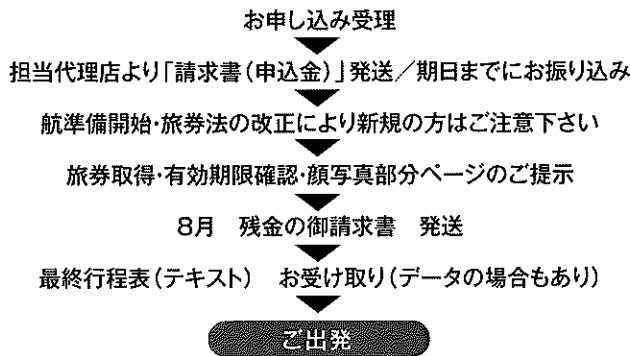 お申し込み受理
担当代理店より「請求書（申込金）」発送／期日までにお振り込み
航準備開始・旅券法の改正により新規の方はご注意下さい
旅券取得・有効期限確認・顔写真部分ページのご提示
8月　残金の御請求書　発送
最終行程表（テキスト）　お受け取り（データの場合もあり）
ご出発